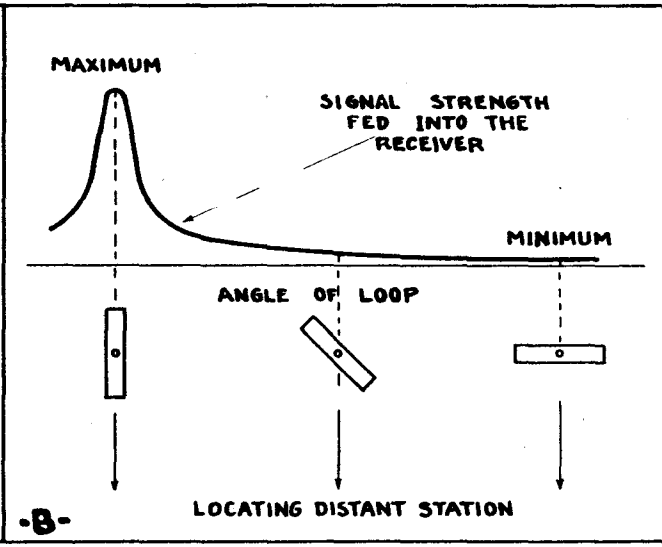 MAXIMUM
SIGNAL STRENGTH
FED INTO THE
RECEIVER
MINIMUM
ANGLE OF LOOP
LOCATING DISTANT STATION
-B-